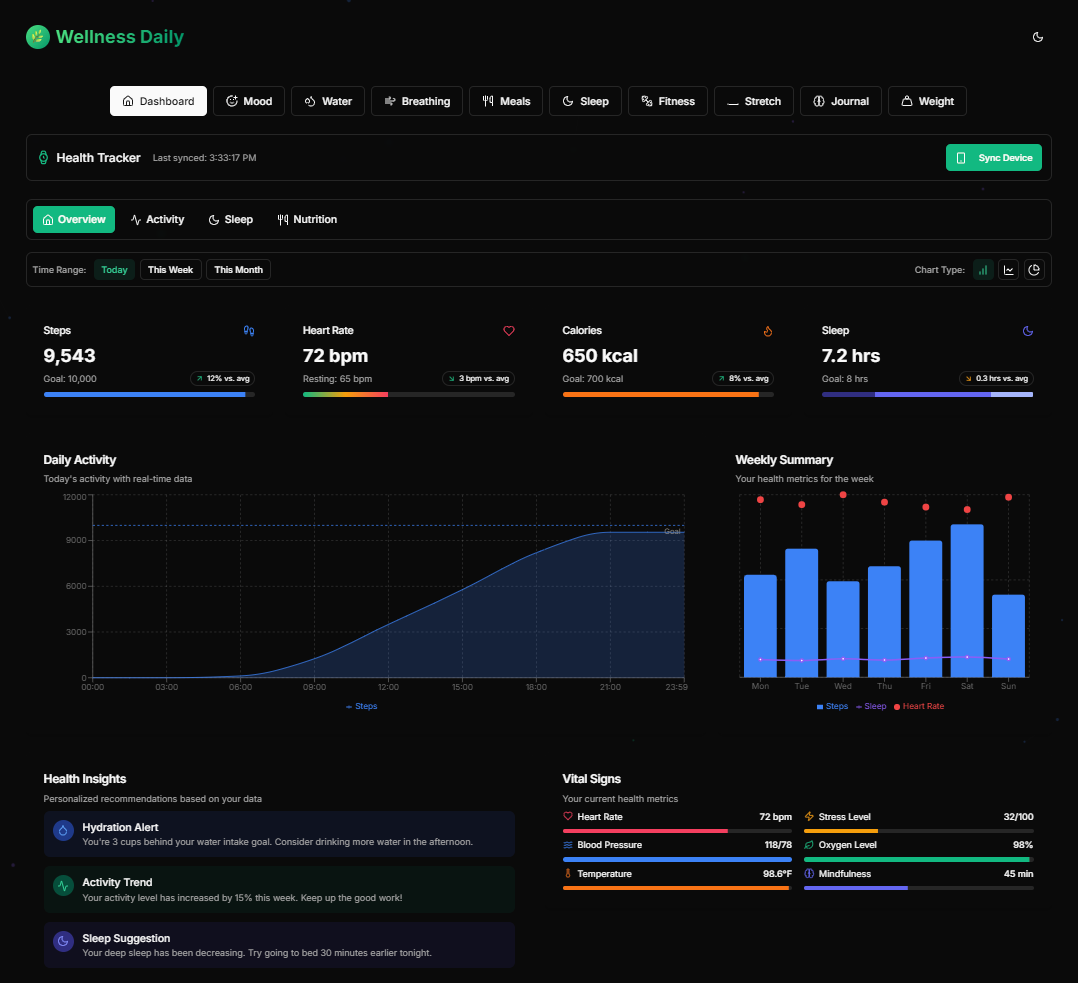 Wellness Daily
Dashboard Mood Water Breathing Meals Sleep Fitness Stretch Journal Weight
Health Tracker Last synced: 3:33:17 PM Sync Device
Overview Activity Sleep Nutrition
Time Range: Today This Week This Month Chart Type:
Steps
9,543
Goal: 10,000 12% vs. avg
Heart Rate
72 bpm
Resting: 65 bpm 3 bpm vs. avg
Calories
650 kcal
Goal: 700 kcal 8% vs. avg
Sleep
7.2 hrs
Goal: 8 hrs 0.3 hrs vs. avg
Daily Activity
Today's activity with real-time data
12000
9000
6000
3000
0
Goal
00:00 03:00 06:00 09:00 12:00 15:00 18:00 21:00 23:59
Steps
Weekly Summary
Your health metrics for the week
Mon Tue Wed Thu Fri Sat Sun
Steps Sleep Heart Rate
Health Insights
Personalized recommendations based on your data
Hydration Alert
You're 3 cups behind your water intake goal. Consider drinking more water in the afternoon.
Activity Trend
Your activity level has increased by 15% this week. Keep up the good work!
Sleep Suggestion
Your deep sleep has been decreasing. Try going to bed 30 minutes earlier tonight.
Vital Signs
Your current health metrics
Heart Rate 72 bpm
Stress Level 32/100
Blood Pressure 118/78
Oxygen Level 98%
Temperature 98.6°F
Mindfulness 45 min